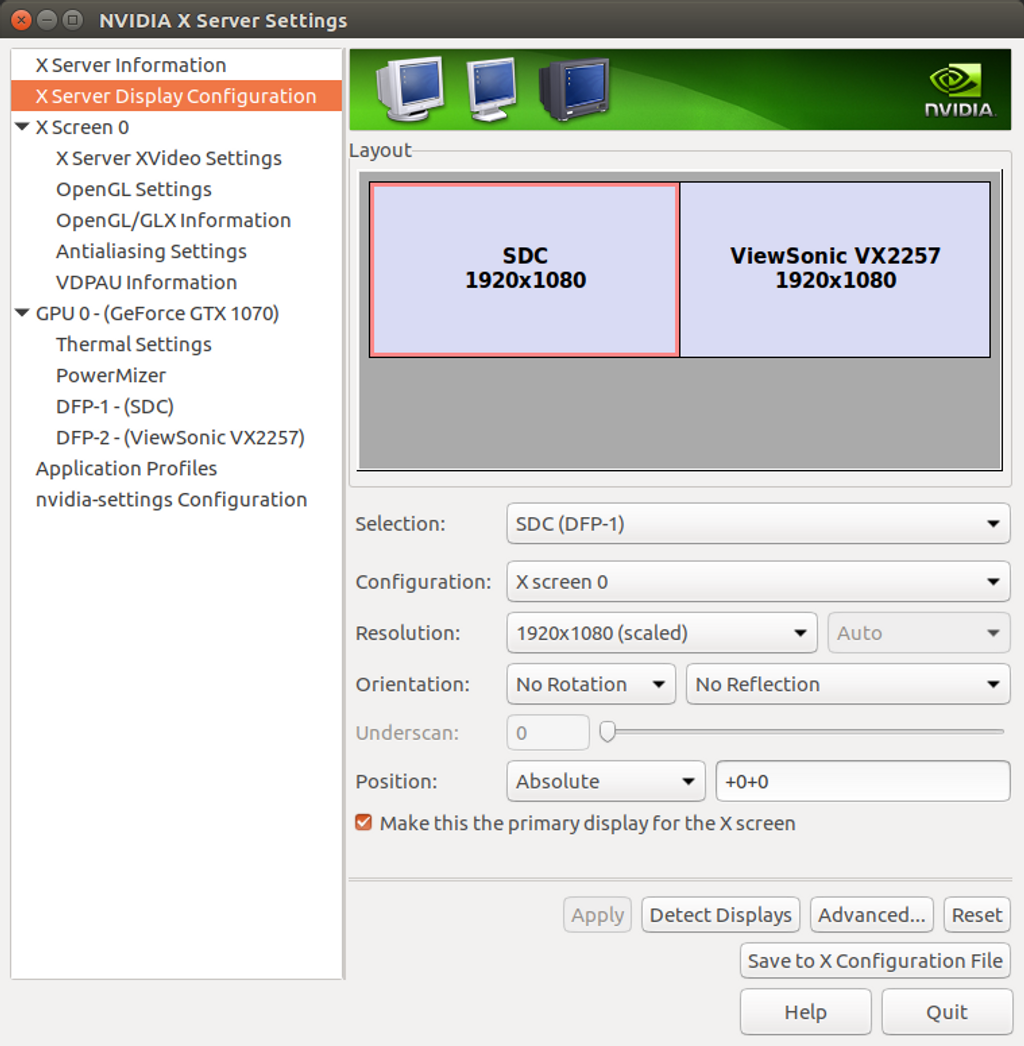 NVIDIA X Server Settings
X Server Information
X Server Display Configuration
X Screen 0
X Server XVideo Settings
OpenGL Settings
OpenGL/GLX Information
Antialiasing Settings
VDPAU Information
GPU 0 - (GeForce GTX 1070)
Thermal Settings
PowerMizer
DFP-1 - (SDC)
DFP-2 - (ViewSonic VX2257)
Application Profiles
nvidia-settings Configuration
NVIDIA.
Layout
SDC
1920x1080
ViewSonic VX2257
1920x1080
Selection: SDC (DFP-1)
Configuration: X screen 0
Resolution: 1920x1080 (scaled) Auto
Orientation: No Rotation No Reflection
Underscan: 0
Position: Absolute +0+0
Make this the primary display for the X screen
Apply Detect Displays Advanced... Reset
Save to X Configuration File
Help Quit